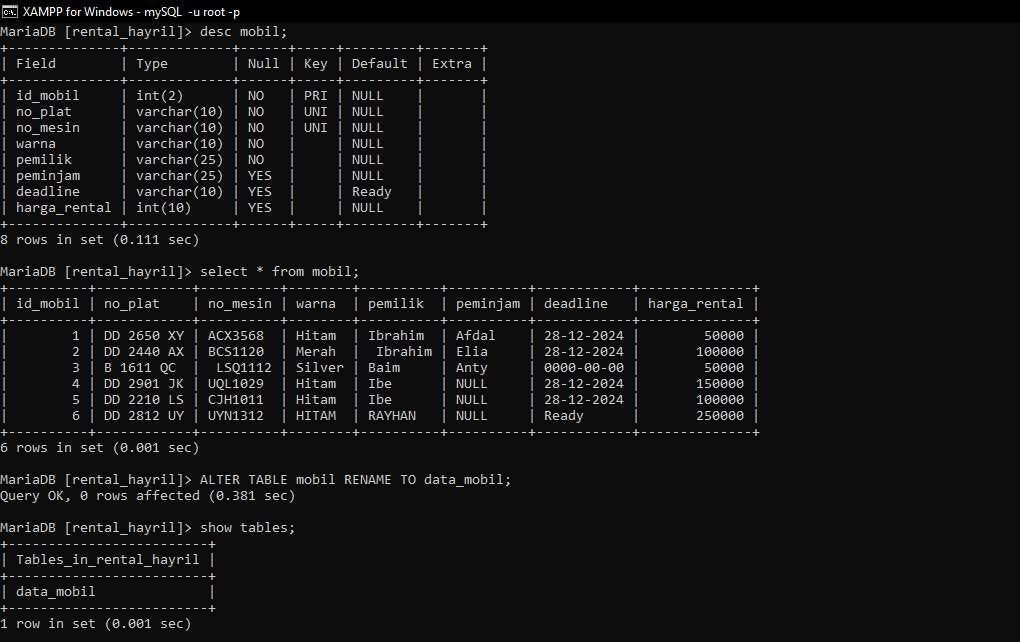 XAMPP for Windows - mySQL -u root -p
MariaDB [rental_hayril]> desc mobil;
+--------------+-------------+------+-----+---------+-------+
| Field        | Type        | Null | Key | Default | Extra |
+--------------+-------------+------+-----+---------+-------+
| id_mobil     | int(2)      | NO   | PRI | NULL    |       |
| no_plat      | varchar(10) | NO   | UNI | NULL    |       |
| no_mesin     | varchar(10) | NO   | UNI | NULL    |       |
| warna        | varchar(10) | NO   |     | NULL    |       |
| pemilik      | varchar(25) | NO   |     | NULL    |       |
| peminjam     | varchar(25) | YES  |     | NULL    |       |
| deadline     | varchar(10) | YES  |     | Ready   |       |
| harga_rental | int(10)     | YES  |     | NULL    |       |
+--------------+-------------+------+-----+---------+-------+
8 rows in set (0.111 sec)
MariaDB [rental_hayril]> select * from mobil;
+----------+------------+----------+--------+----------+----------+------------+--------------+
| id_mobil | no_plat    | no_mesin | warna  | pemilik  | peminjam | deadline   | harga_rental |
+----------+------------+----------+--------+----------+----------+------------+--------------+
|        1 | DD 2650 XY | ACX3568  | Hitam  | Ibrahim  | Afdal    | 28-12-2024 |        50000 |
|        2 | DD 2440 AX | BCS1120  | Merah  |  Ibrahim | Elia     | 28-12-2024 |       100000 |
|        3 | B 1611 QC  |  LSQ1112 | Silver | Baim     | Anty     | 0000-00-00 |        50000 |
|        4 | DD 2901 JK | UQL1029  | Hitam  | Ibe      | NULL     | 28-12-2024 |       150000 |
|        5 | DD 2210 LS | CJH1011  | Hitam  | Ibe      | NULL     | 28-12-2024 |       100000 |
|        6 | DD 2812 UY | UYN1312  | HITAM  | RAYHAN   | NULL     | Ready      |       250000 |
+----------+------------+----------+--------+----------+----------+------------+--------------+
6 rows in set (0.001 sec)
MariaDB [rental_hayril]> ALTER TABLE mobil RENAME TO data_mobil;
Query OK, 0 rows affected (0.381 sec)
MariaDB [rental_hayril]> show tables;
+-------------------------+
| Tables_in_rental_hayril |
+-------------------------+
| data_mobil              |
+-------------------------+
1 row in set (0.001 sec)